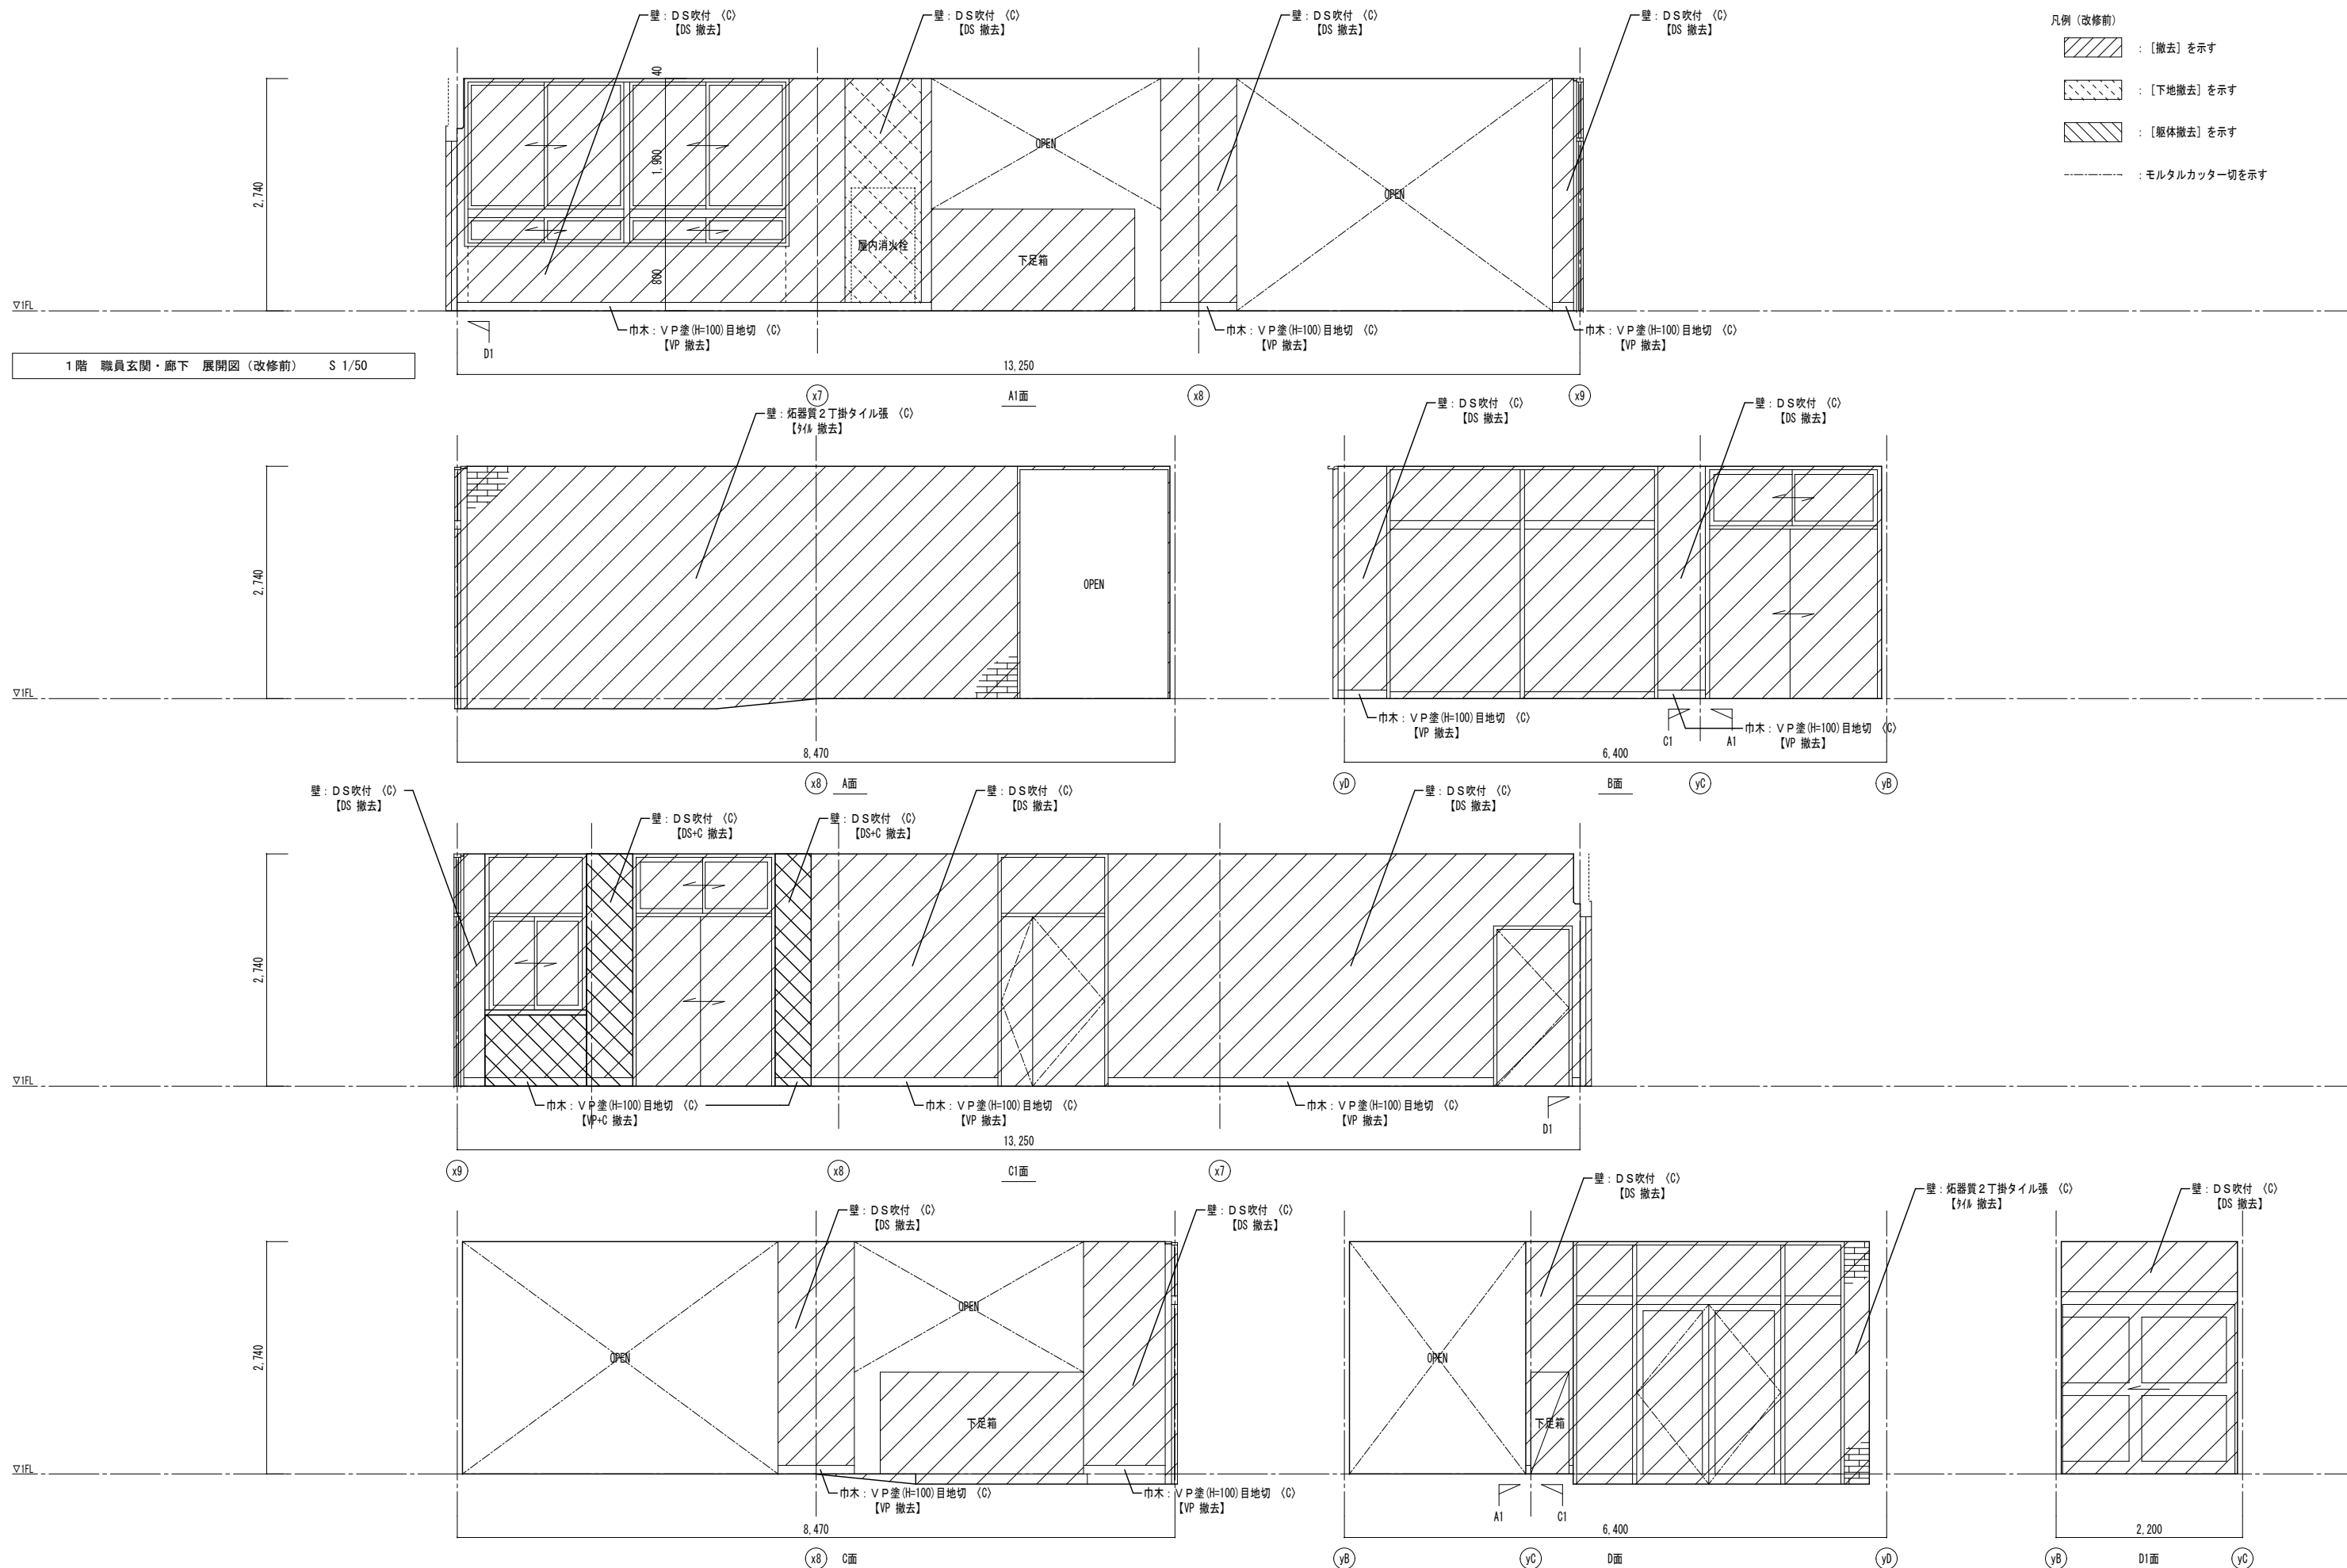 壁：ＤＳ吹付 〈C〉
【DS 撤去】
壁：ＤＳ吹付 〈C〉
【DS 撤去】
壁：ＤＳ吹付 〈C〉
【DS 撤去】
壁：ＤＳ吹付 〈C〉
【DS 撤去】
凡例（改修前）
：［撤去］を示す
：［下地撤去］を示す
：［躯体撤去］を示す
：モルタルカッター切を示す
2,740
40
1,900
800
屋内消火栓
OPEN
下足箱
OPEN
▽1FL
D1
巾木：ＶＰ塗(H=100)目地切 〈C〉
【VP 撤去】
巾木：ＶＰ塗(H=100)目地切 〈C〉
【VP 撤去】
巾木：ＶＰ塗(H=100)目地切 〈C〉
【VP 撤去】
1階 職員玄関・廊下 展開図（改修前） S 1/50
13,250
x7
A1面
x8
x9
壁：炻器質２丁掛タイル張 〈C〉
【ﾀｲﾙ 撤去】
壁：ＤＳ吹付 〈C〉
【DS 撤去】
壁：ＤＳ吹付 〈C〉
【DS 撤去】
2,740
OPEN
▽1FL
巾木：ＶＰ塗(H=100)目地切 〈C〉
【VP 撤去】
C1
A1
巾木：ＶＰ塗(H=100)目地切 〈C〉
【VP 撤去】
8,470
6,400
x8
A面
yD
B面
yC
yB
壁：ＤＳ吹付 〈C〉
【DS 撤去】
壁：ＤＳ吹付 〈C〉
【DS+C 撤去】
壁：ＤＳ吹付 〈C〉
【DS+C 撤去】
壁：ＤＳ吹付 〈C〉
【DS 撤去】
壁：ＤＳ吹付 〈C〉
【DS 撤去】
2,740
▽1FL
巾木：ＶＰ塗(H=100)目地切 〈C〉
【VP+C 撤去】
巾木：ＶＰ塗(H=100)目地切 〈C〉
【VP 撤去】
巾木：ＶＰ塗(H=100)目地切 〈C〉
【VP 撤去】
D1
13,250
x9
x8
C1面
x7
壁：ＤＳ吹付 〈C〉
【DS 撤去】
壁：ＤＳ吹付 〈C〉
【DS 撤去】
壁：ＤＳ吹付 〈C〉
【DS 撤去】
壁：炻器質２丁掛タイル張 〈C〉
【ﾀｲﾙ 撤去】
壁：ＤＳ吹付 〈C〉
【DS 撤去】
2,740
OPEN
OPEN
下足箱
OPEN
下足箱
▽1FL
巾木：ＶＰ塗(H=100)目地切 〈C〉
【VP 撤去】
巾木：ＶＰ塗(H=100)目地切 〈C〉
【VP 撤去】
A1
C1
8,470
6,400
2,200
x8
C面
yB
yC
D面
yD
yB
D1面
yC